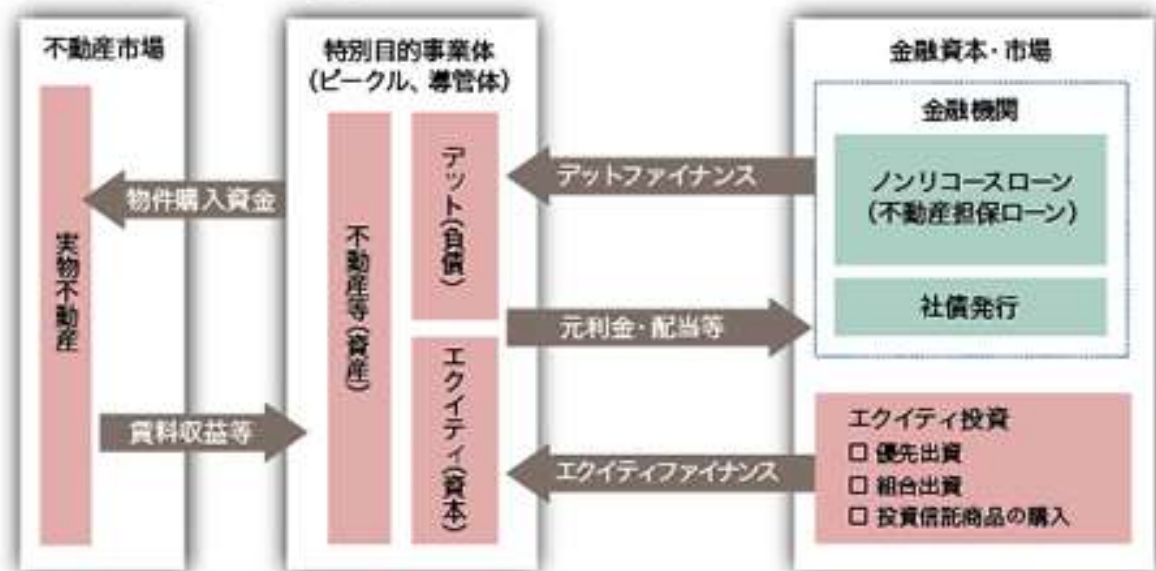 不動産市場
実物不動産
物件購入資金
賃料収益等
特別目的事業体
(ビークル、導管体)
不動産等(資産)
デット(負債)
エクイティ(資本)
デットファイナンス
元利金・配当等
エクイティファイナンス
金融資本・市場
金融機関
ノンリコースローン
(不動産担保ローン)
社債発行
エクイティ投資
□ 優先出資
□ 組合出資
□ 投資信託商品の購入